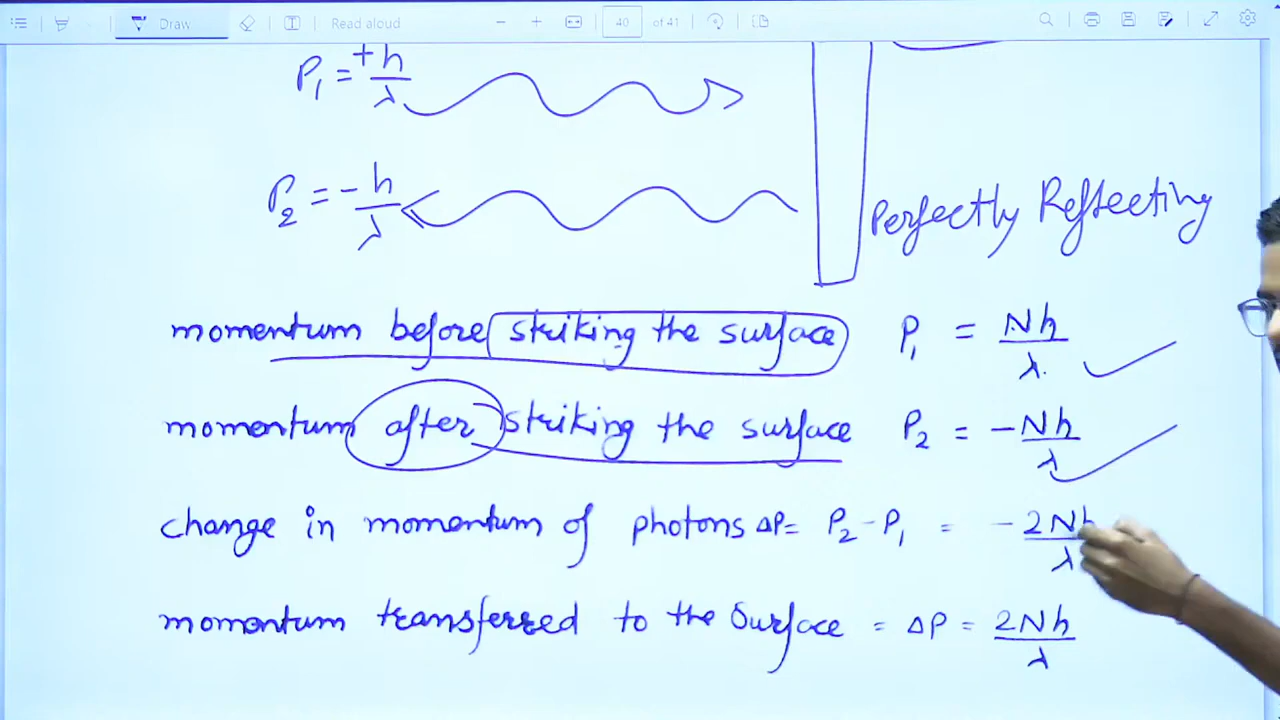 Draw Read aloud 40 of 41
P₁ = +h/λ
P₂ = -h/λ
Perfectly Reflecting
momentum before striking the surface P₁ = Nh/λ.
momentum after striking the surface P₂ = -Nh/λ
change in momentum of photons ΔP = P₂ - P₁ = -2Nh/λ
momentum transferred to the Surface = ΔP = 2Nh/λ